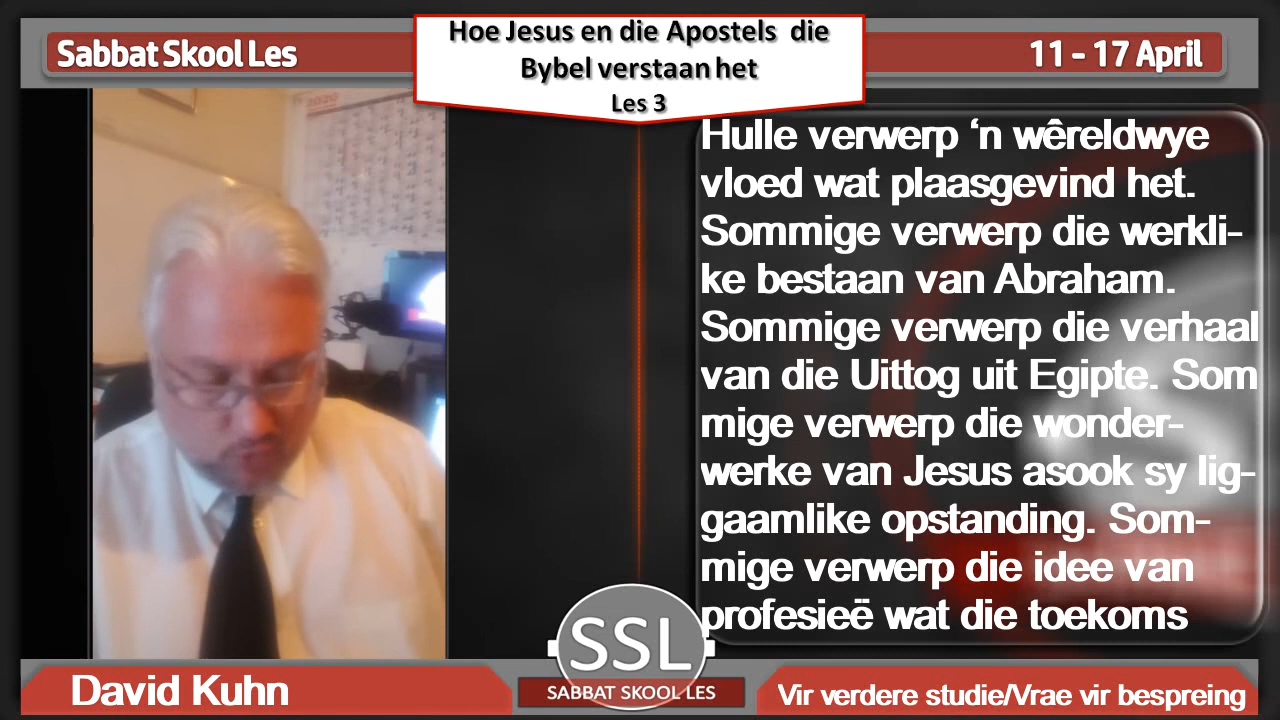 Sabbat Skool Les
Hoe Jesus en die Apostels die
Bybel verstaan het
Les 3
11 - 17 April
2020
Hulle verwerp ‘n wêreldwye
vloed wat plaasgevind het.
Sommige verwerp die werkli-
ke bestaan van Abraham.
Sommige verwerp die verhaal
van die Uittog uit Egipte. Som
mige verwerp die wonder-
werke van Jesus asook sy lig-
gaamlike opstanding. Som-
mige verwerp die idee van
profesieë wat die toekoms
SSL
SABBAT SKOOL LES
David Kuhn
Vir verdere studie/Vrae vir bespreing